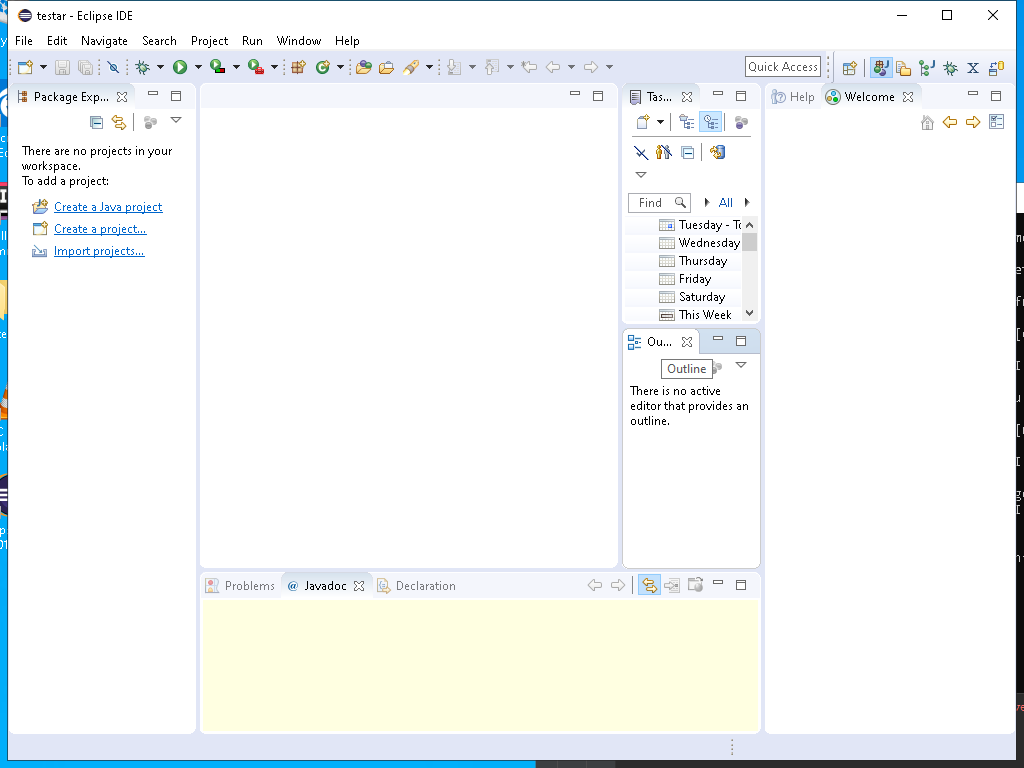 testar - Eclipse IDE
File Edit Navigate Search Project Run Window Help
Quick Access
Package Exp...
There are no projects in your
workspace.
To add a project:
Create a Java project
Create a project...
Import projects...
Tas...
Find
All
Tuesday - To
Wednesday
Thursday
Friday
Saturday
This Week
Ou...
Outline
There is no active
editor that provides an
outline.
Help
Welcome
Problems
@ Javadoc
Declaration